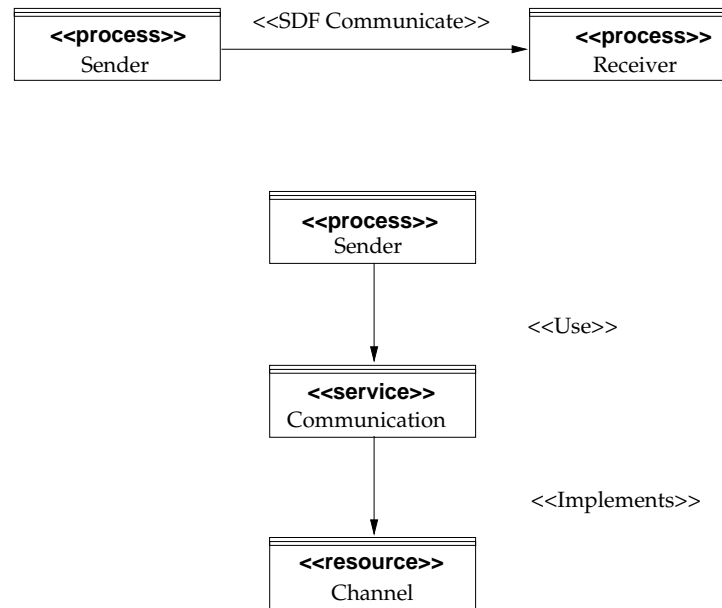 <<SDF Communicate>>
<<process>>
Sender
<<process>>
Receiver
<<process>>
Sender
<<Use>>
<<service>>
Communication
<<Implements>>
<<resource>>
Channel